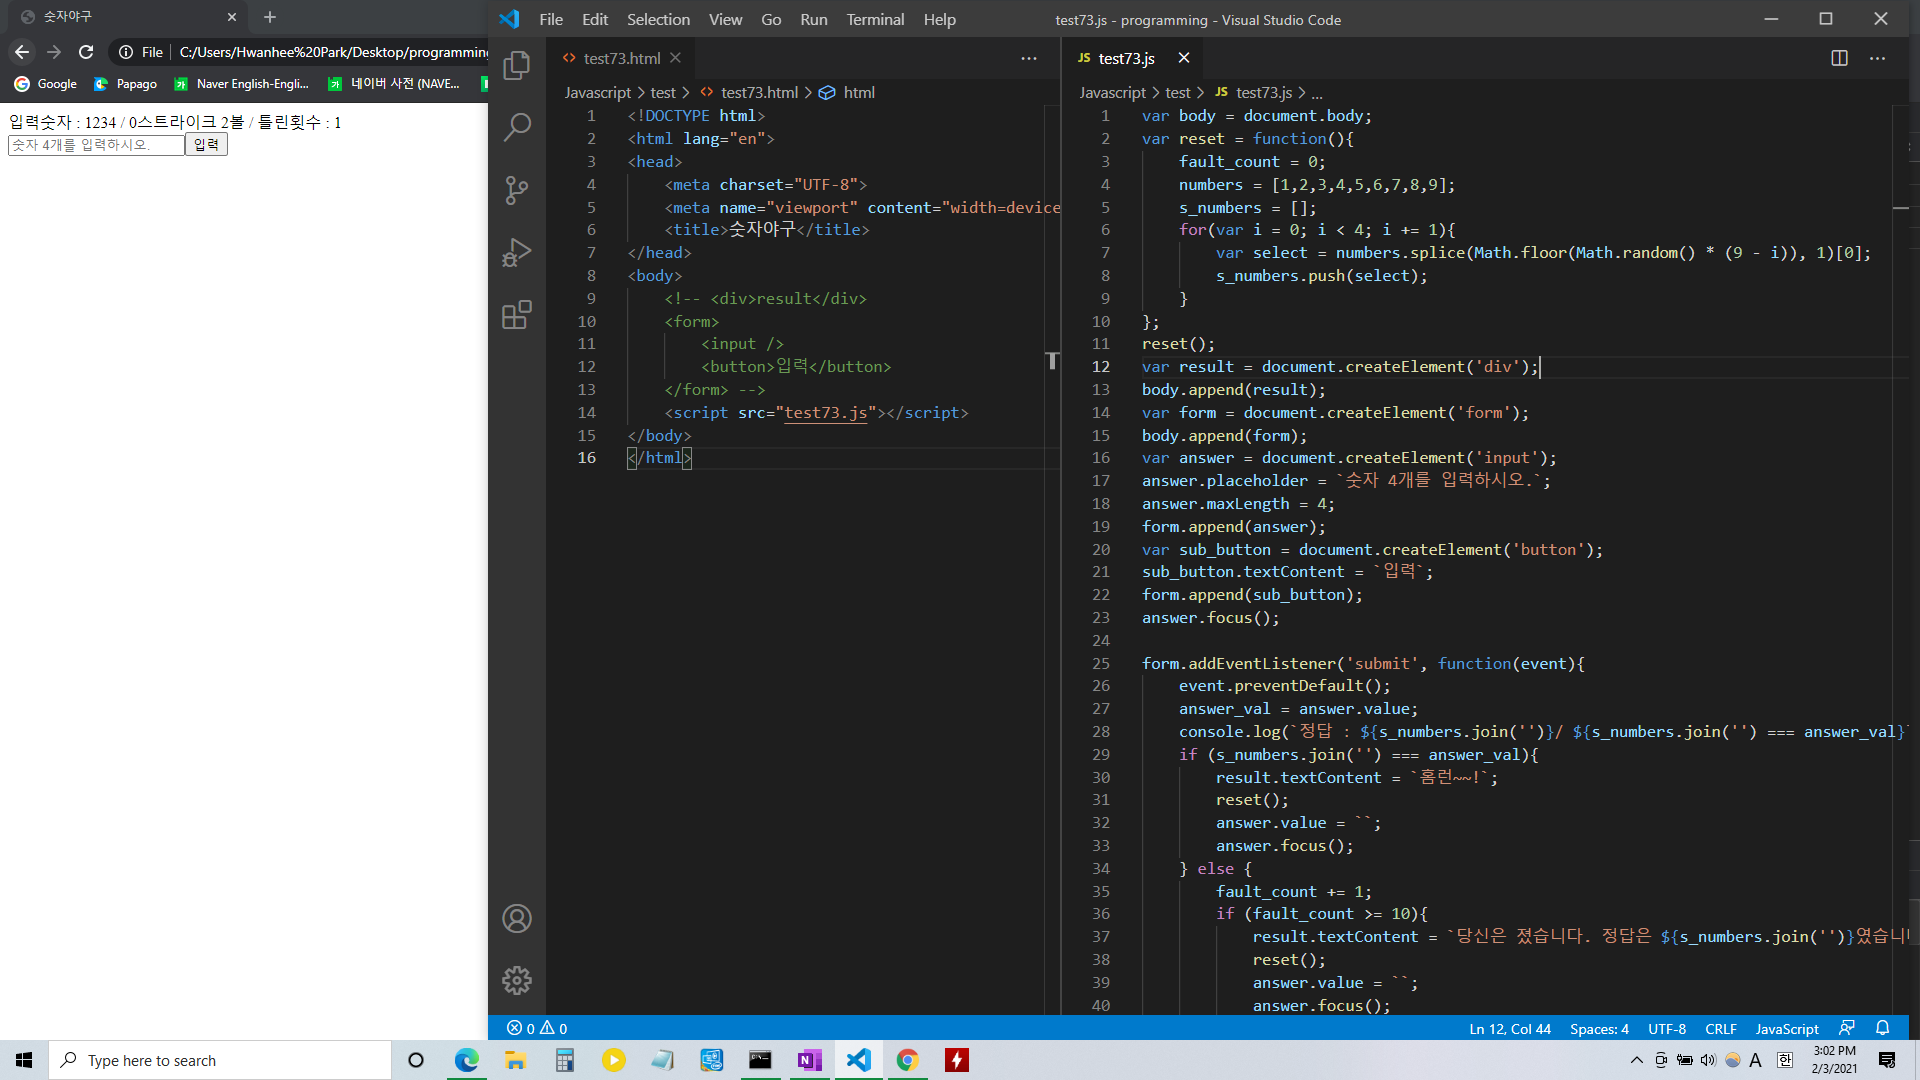 숫자야구
File
C:/Users/Hwanhee%20Park/Desktop/programming
Google
Papago
Naver English-Engli...
네이버 사전 (NAVE...
입력숫자 : 1234 / 0스트라이크 2볼 / 틀린횟수 : 1
숫자 4개를 입력하시오.
입력
File Edit Selection View Go Run Terminal Help
test73.js - programming - Visual Studio Code
test73.html
Javascript > test > test73.html > html
1 <!DOCTYPE html>
2 <html lang="en">
3 <head>
4 <meta charset="UTF-8">
5 <meta name="viewport" content="width=device
6 <title>숫자야구</title>
7 </head>
8 <body>
9 <!-- <div>result</div>
10 <form>
11 <input />
12 <button>입력</button>
13 </form> -->
14 <script src="test73.js"></script>
15 </body>
16 </html>
JS test73.js
Javascript > test > JS test73.js > ...
1 var body = document.body;
2 var reset = function(){
3 fault_count = 0;
4 numbers = [1,2,3,4,5,6,7,8,9];
5 s_numbers = [];
6 for(var i = 0; i < 4; i += 1){
7 var select = numbers.splice(Math.floor(Math.random() * (9 - i)), 1)[0];
8 s_numbers.push(select);
9 }
10 };
11 reset();
12 var result = document.createElement('div');
13 body.append(result);
14 var form = document.createElement('form');
15 body.append(form);
16 var answer = document.createElement('input');
17 answer.placeholder = `숫자 4개를 입력하시오.`;
18 answer.maxLength = 4;
19 form.append(answer);
20 var sub_button = document.createElement('button');
21 sub_button.textContent = `입력`;
22 form.append(sub_button);
23 answer.focus();
24
25 form.addEventListener('submit', function(event){
26 event.preventDefault();
27 answer_val = answer.value;
28 console.log(`정답 : ${s_numbers.join('')}/ ${s_numbers.join('') === answer_val}`
29 if (s_numbers.join('') === answer_val){
30 result.textContent = `홈런~~!`;
31 reset();
32 answer.value = ``;
33 answer.focus();
34 } else {
35 fault_count += 1;
36 if (fault_count >= 10){
37 result.textContent = `당신은 졌습니다. 정답은 ${s_numbers.join('')}였습니
38 reset();
39 answer.value = ``;
40 answer.focus();
0 0
Ln 12, Col 44 Spaces: 4 UTF-8 CRLF JavaScript
Type here to search
A 한
3:02 PM
2/3/2021